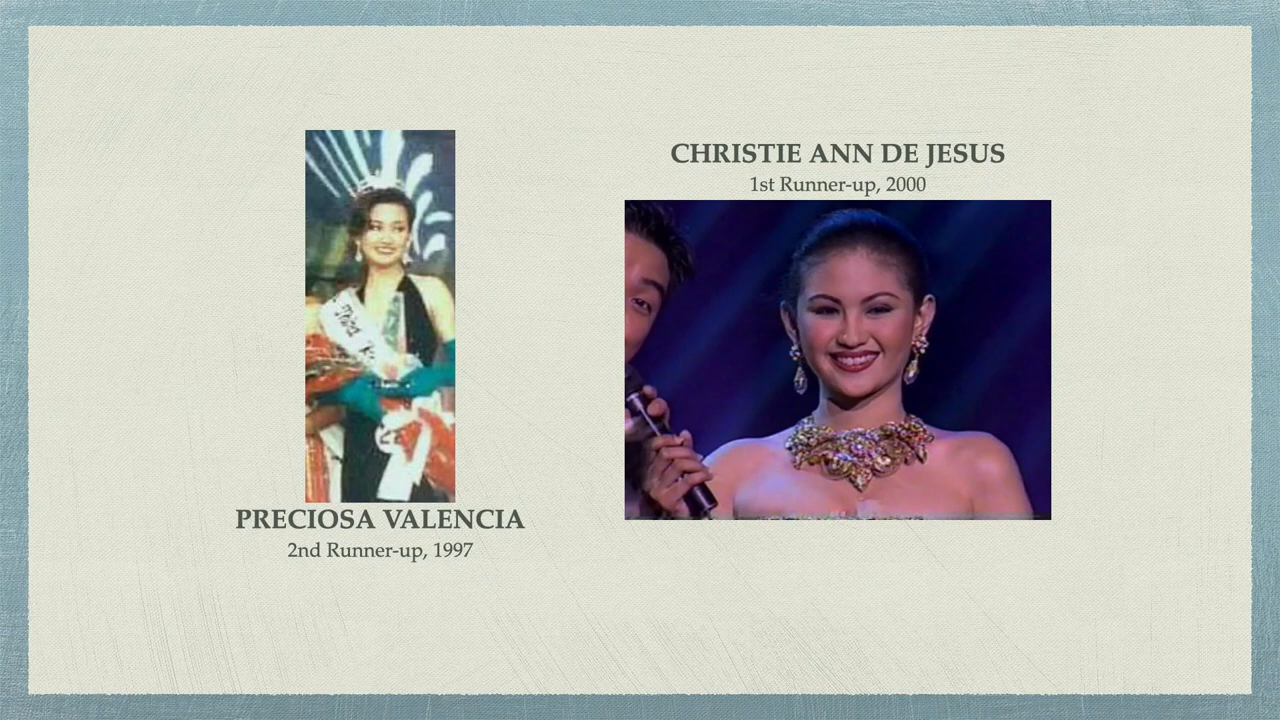 CHRISTIE ANN DE JESUS
1st Runner-up, 2000
PRECIOSA VALENCIA
2nd Runner-up, 1997